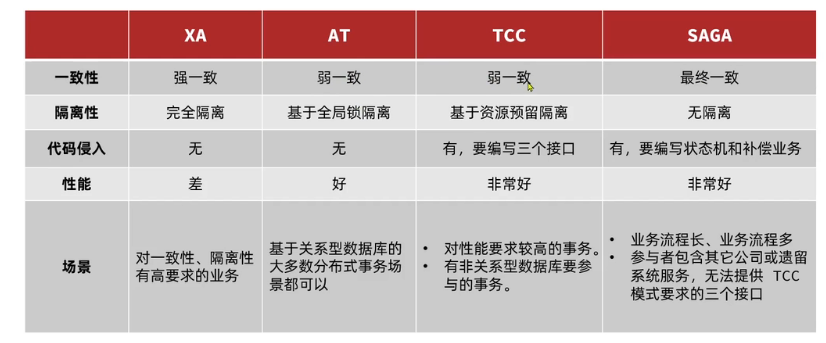 XA AT TCC SAGA
一致性 强一致 弱一致 弱一致 最终一致
隔离性 完全隔离 基于全局锁隔离 基于资源预留隔离 无隔离
代码侵入 无 无 有，要编写三个接口 有，要编写状态机和补偿业务
性能 差 好 非常好 非常好
场景
对一致性、隔离性
有高要求的业务
基于关系型数据库的
大多数分布式事务场
景都可以
• 对性能要求较高的事务。
• 有非关系型数据库要参
与的事务。
• 业务流程长、业务流程多
• 参与者包含其它公司或遗留
系统服务，无法提供 TCC
模式要求的三个接口